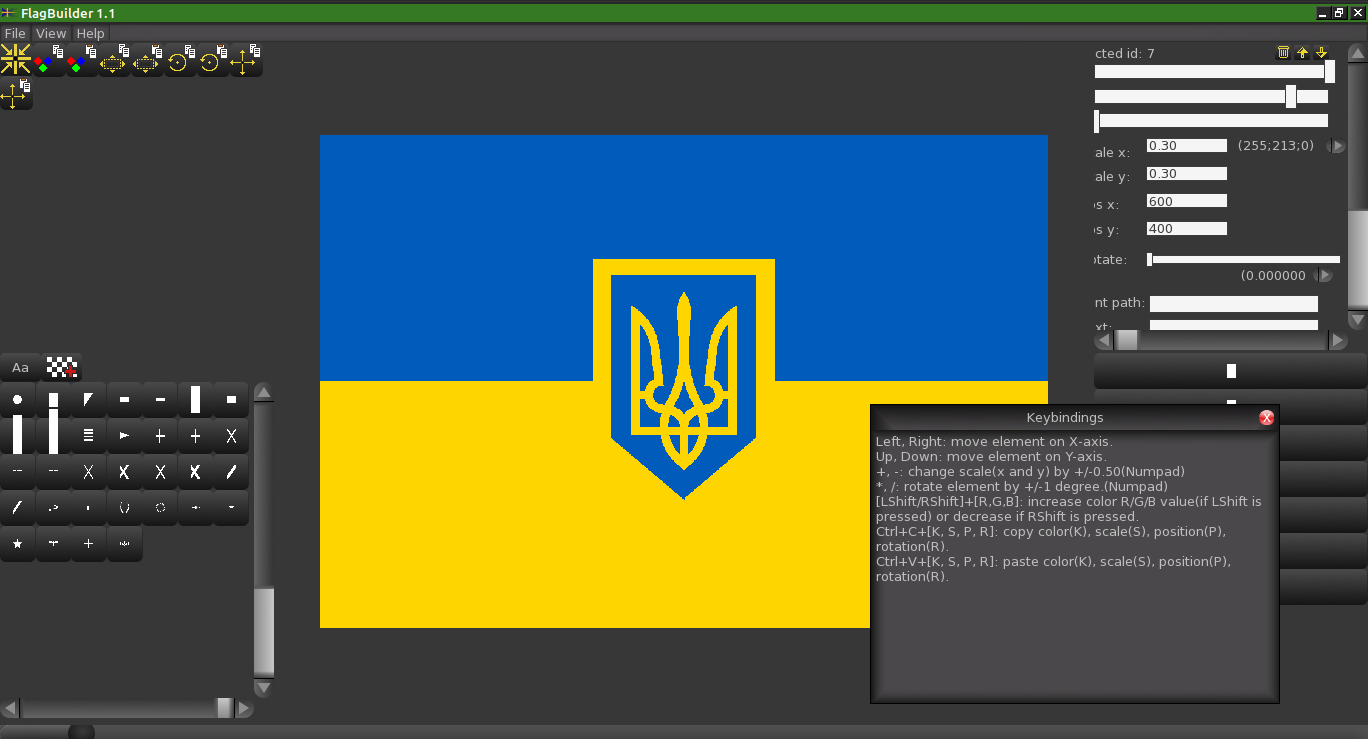 FlagBuilder 1.1
File View Help
cted id: 7
ale x: 0.30 (255;213;0)
ale y: 0.30
os x: 600
os y: 400
otate:
(0.000000
nt path:
xt:
Aa
Keybindings
Left, Right: move element on X-axis.
Up, Down: move element on Y-axis.
+, -: change scale(x and y) by +/-0.50(Numpad)
*, /: rotate element by +/-1 degree.(Numpad)
[LShift/RShift]+[R,G,B]: increase color R/G/B value(if LShift is
pressed) or decrease if RShift is pressed.
Ctrl+C+[K, S, P, R]: copy color(K), scale(S), position(P),
rotation(R).
Ctrl+V+[K, S, P, R]: paste color(K), scale(S), position(P),
rotation(R).